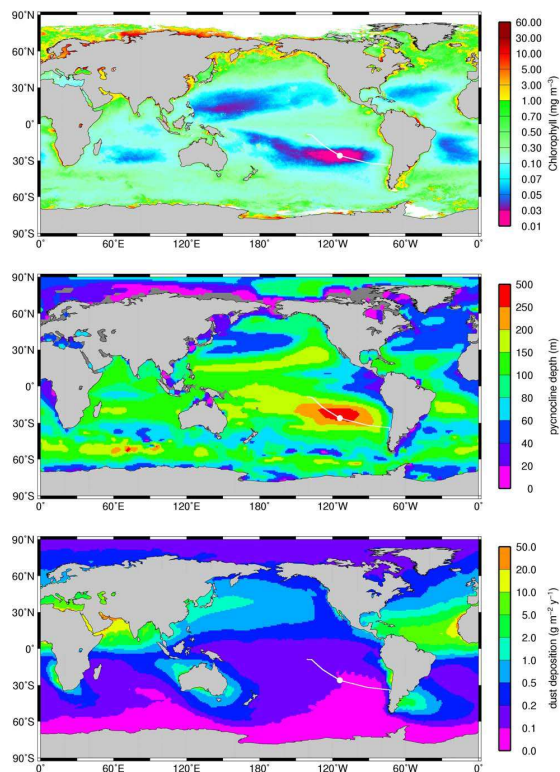 90˚N
60˚N
30˚N
0˚
30˚S
60˚S
90˚S
0˚ 60˚E 120˚E 180˚ 120˚W 60˚W 0˚
60.00
30.00
10.00
3.00
1.00
0.70
0.50
0.30
0.10
0.07
0.05
0.03
0.01
Chlorophyll (mg m⁻³)
90˚N
60˚N
30˚N
0˚
30˚S
60˚S
90˚S
0˚ 60˚E 120˚E 180˚ 120˚W 60˚W 0˚
500
250
200
150
100
80
60
40
20
0
pycnocline depth (m)
90˚N
60˚N
30˚N
0˚
30˚S
60˚S
90˚S
0˚ 60˚E 120˚E 180˚ 120˚W 60˚W 0˚
50.0
20.0
10.0
5.0
2.0
1.0
0.5
0.2
0.1
0.0
dust deposition (g m⁻² y⁻¹)